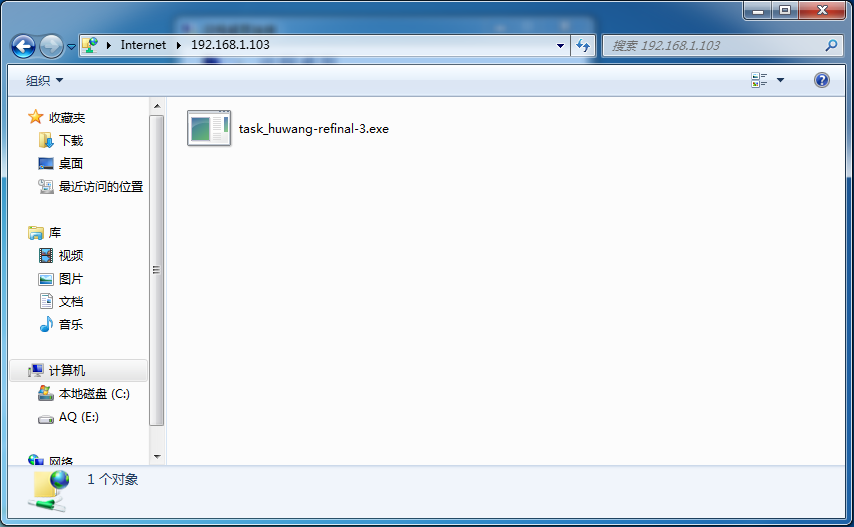 Internet
192.168.1.103
搜索 192.168.1.103
组织
收藏夹
下载
桌面
最近访问的位置
库
视频
图片
文档
音乐
计算机
本地磁盘 (C:)
AQ (E:)
网络
task_huwang-refinal-3.exe
1 个对象